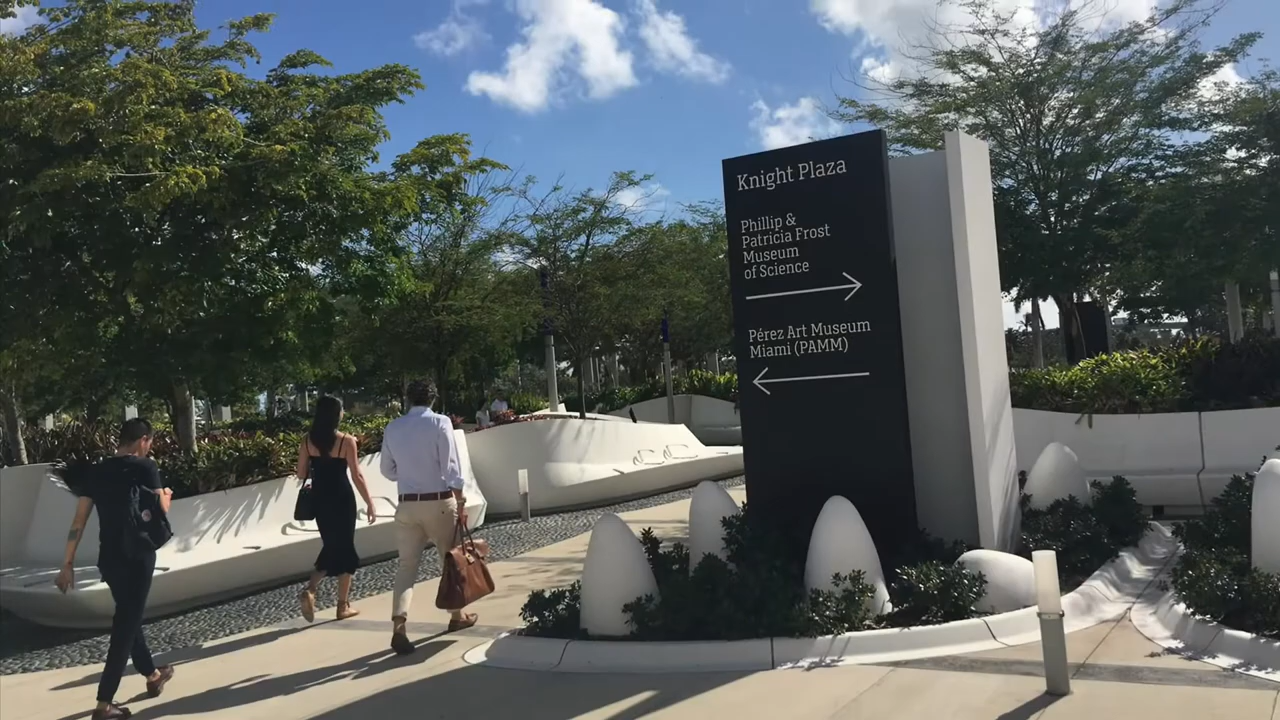 Knight Plaza
Phillip &
Patricia Frost
Museum
of Science
Pérez Art Museum
Miami (PAMM)